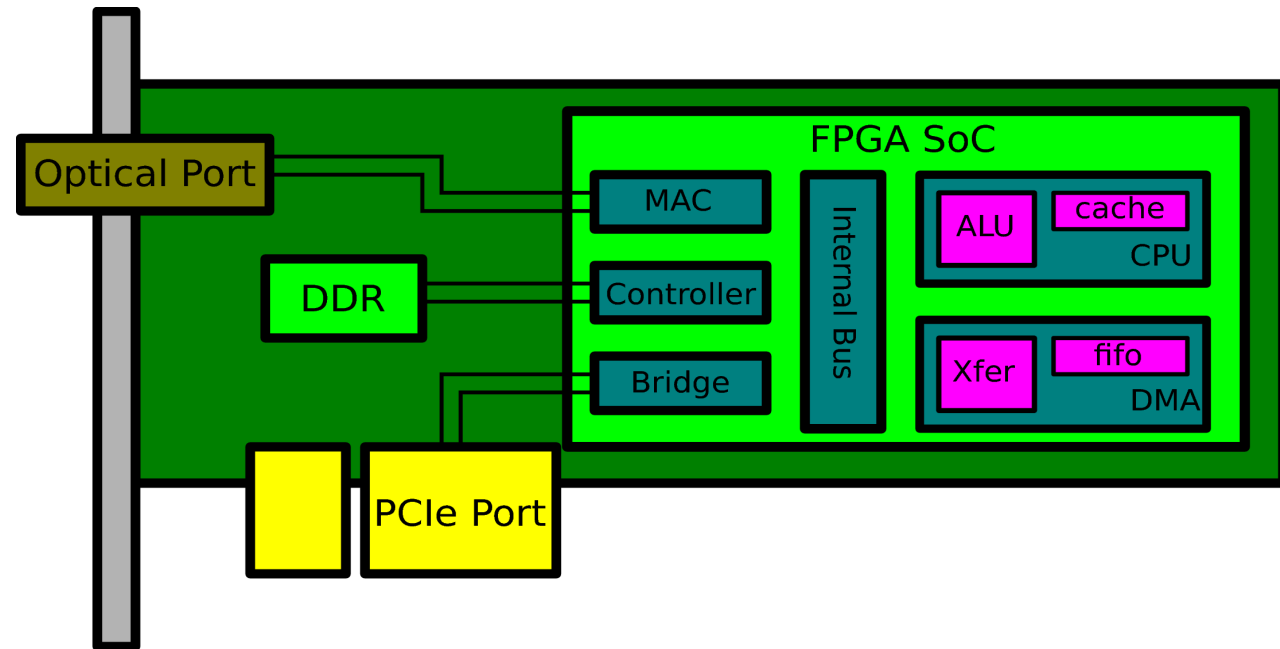 FPGA SoC
Optical Port
MAC
ALU
cache
CPU
Internal Bus
DDR
Controller
Xfer
fifo
DMA
Bridge
PCIe Port